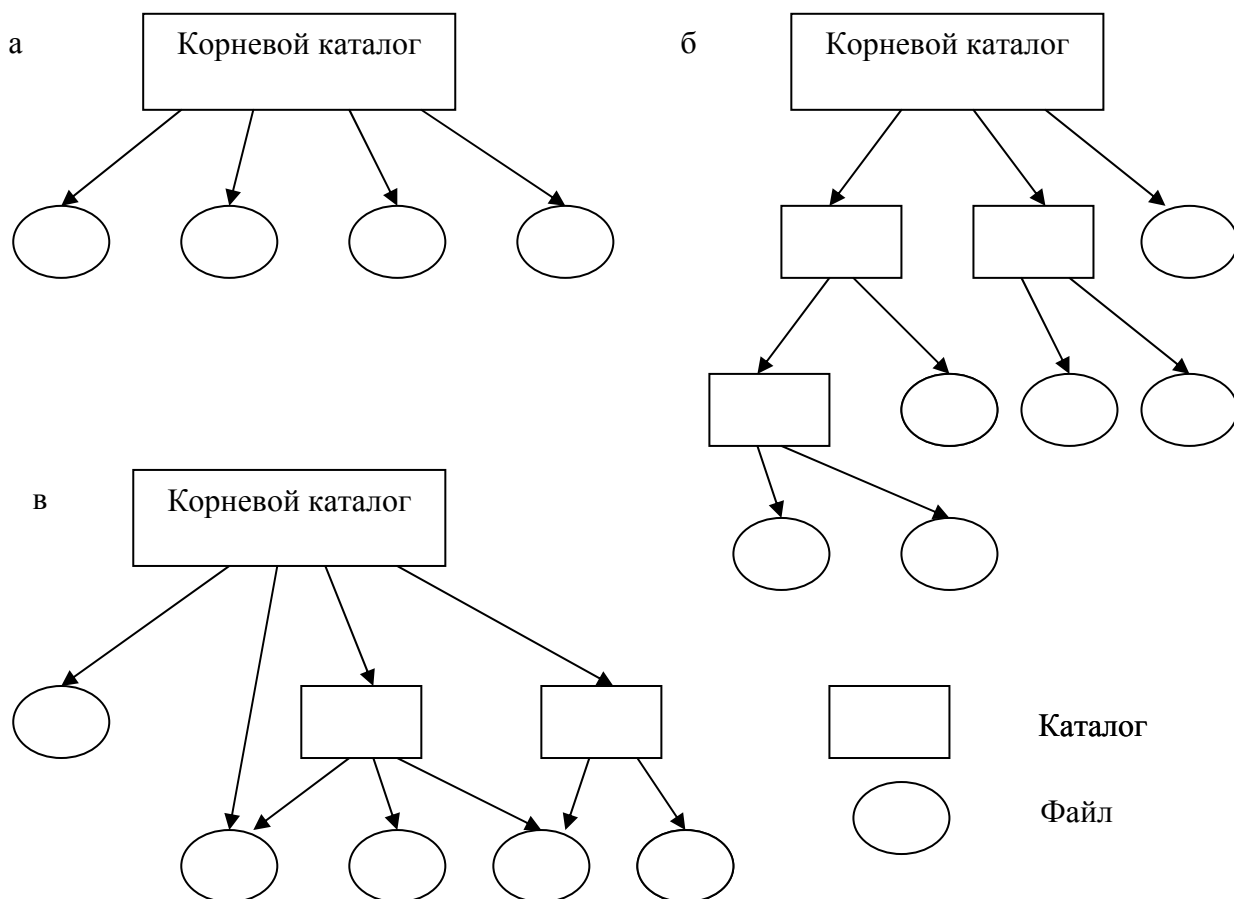 а
Корневой каталог
б
Корневой каталог
в
Корневой каталог
Каталог
Файл